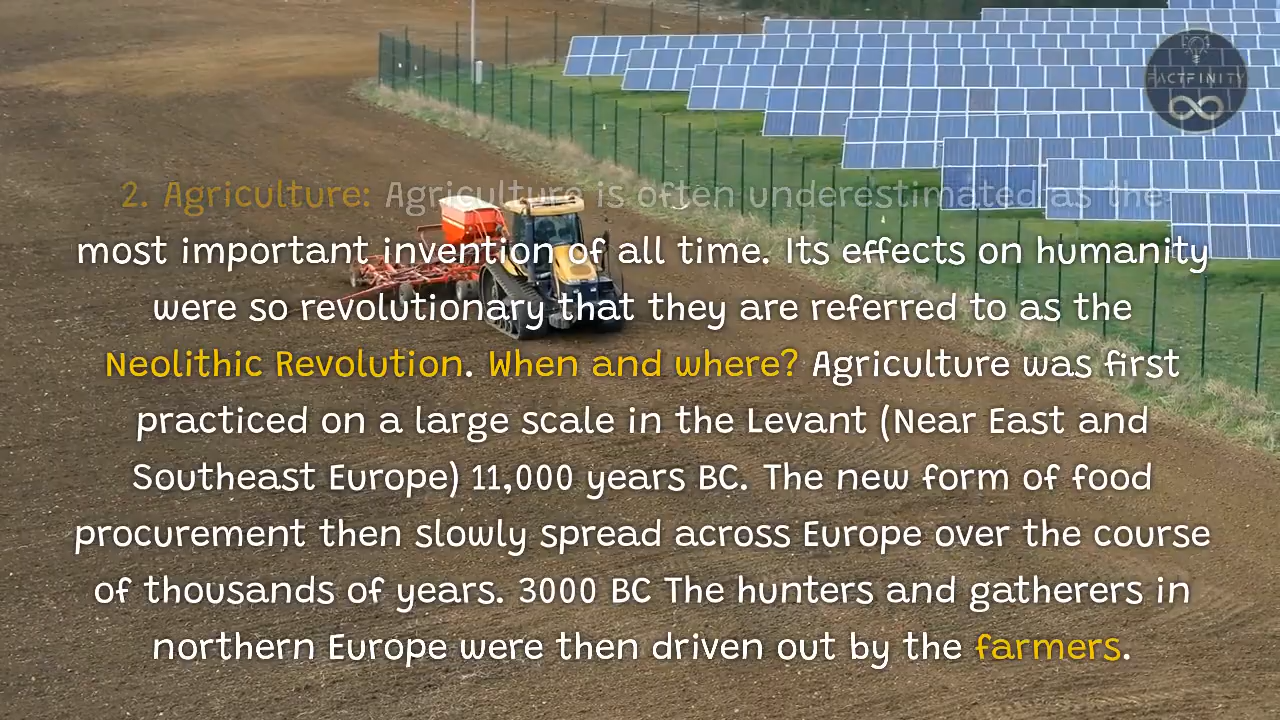 FACTFINITY
2. Agriculture: Agriculture is often underestimated as the
most important invention of all time. Its effects on humanity
were so revolutionary that they are referred to as the
Neolithic Revolution. When and where? Agriculture was first
practiced on a large scale in the Levant (Near East and
Southeast Europe) 11,000 years BC. The new form of food
procurement then slowly spread across Europe over the course
of thousands of years. 3000 BC The hunters and gatherers in
northern Europe were then driven out by the farmers.